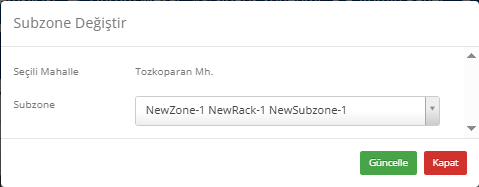 Subzone Değiştir
Seçili Mahalle Tozkoparan Mh.
Subzone NewZone-1 NewRack-1 NewSubzone-1
Güncelle Kapat